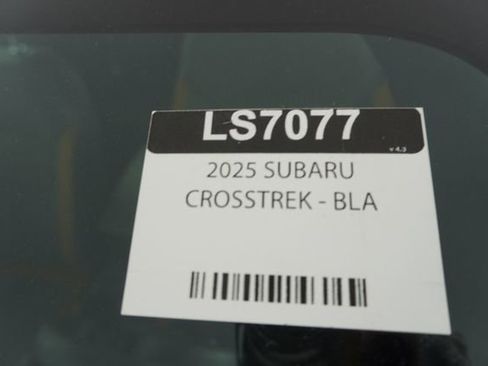 LS7077
v 4.3
2025 SUBARU
CROSSTREK - BLA